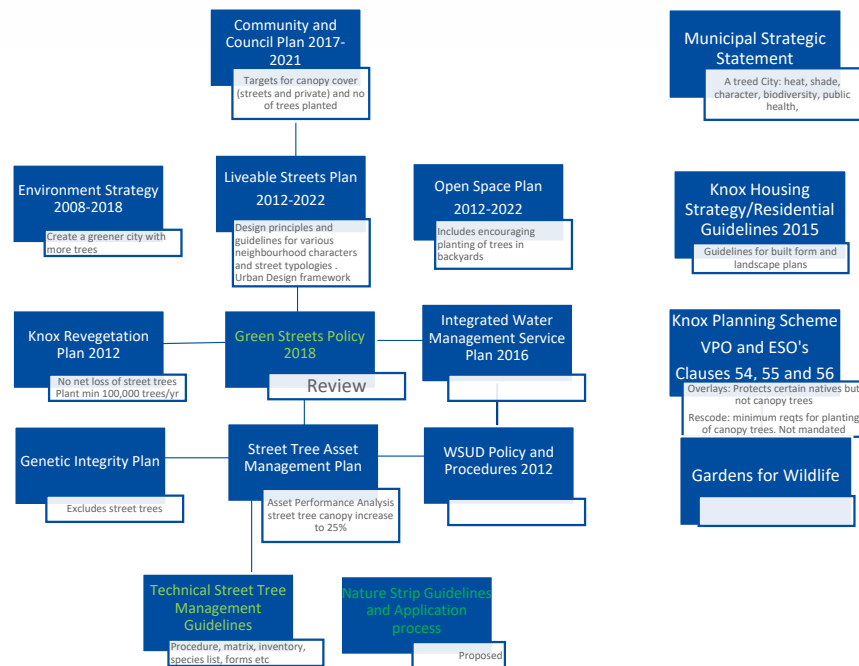 Community and
Council Plan 2017-
2021
Targets for canopy cover
(streets and private) and no
of trees planted
Municipal Strategic
Statement
A treed City: heat, shade,
character, biodiversity, public
health,
Environment Strategy
2008-2018
Create a greener city with
more trees
Liveable Streets Plan
2012-2022
Design principles and
guidelines for various
neighbourhood characters
and street typologies .
Urban Design framework
Open Space Plan
2012-2022
Includes encouraging
planting of trees in
backyards
Knox Housing
Strategy/Residential
Guidelines 2015
Guidelines for built form and
landscape plans
Knox Revegetation
Plan 2012
No net loss of street trees
Plant min 100,000 trees/yr
Green Streets Policy
2018
Review
Integrated Water
Management Service
Plan 2016
Knox Planning Scheme
VPO and ESO's
Clauses 54, 55 and 56
Overlays: Protects certain natives but
not canopy trees
Rescode: minimum reqts for planting
of canopy trees. Not mandated
Genetic Integrity Plan
Excludes street trees
Street Tree Asset
Management Plan
Asset Performance Analysis
street tree canopy increase
to 25%
WSUD Policy and
Procedures 2012
Gardens for Wildlife
Technical Street Tree
Management
Guidelines
Procedure, matrix, inventory,
species list, forms etc
Nature Strip Guidelines
and Application
process
Proposed